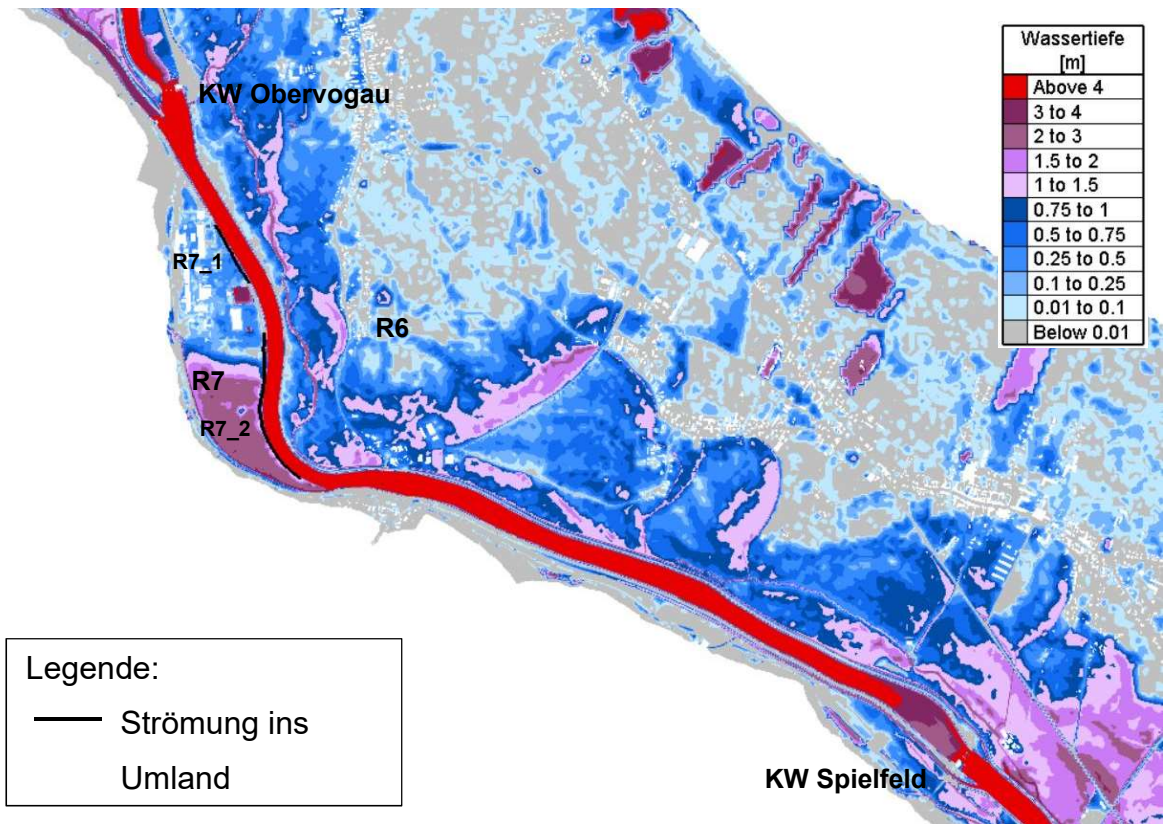 Wassertiefe
[m]
Above 4
3 to 4
2 to 3
1.5 to 2
1 to 1.5
0.75 to 1
0.5 to 0.75
0.25 to 0.5
0.1 to 0.25
0.01 to 0.1
Below 0.01
KW Obervogau
R7_1
R6
R7
R7_2
KW Spielfeld
Legende:
Strömung ins
Umland